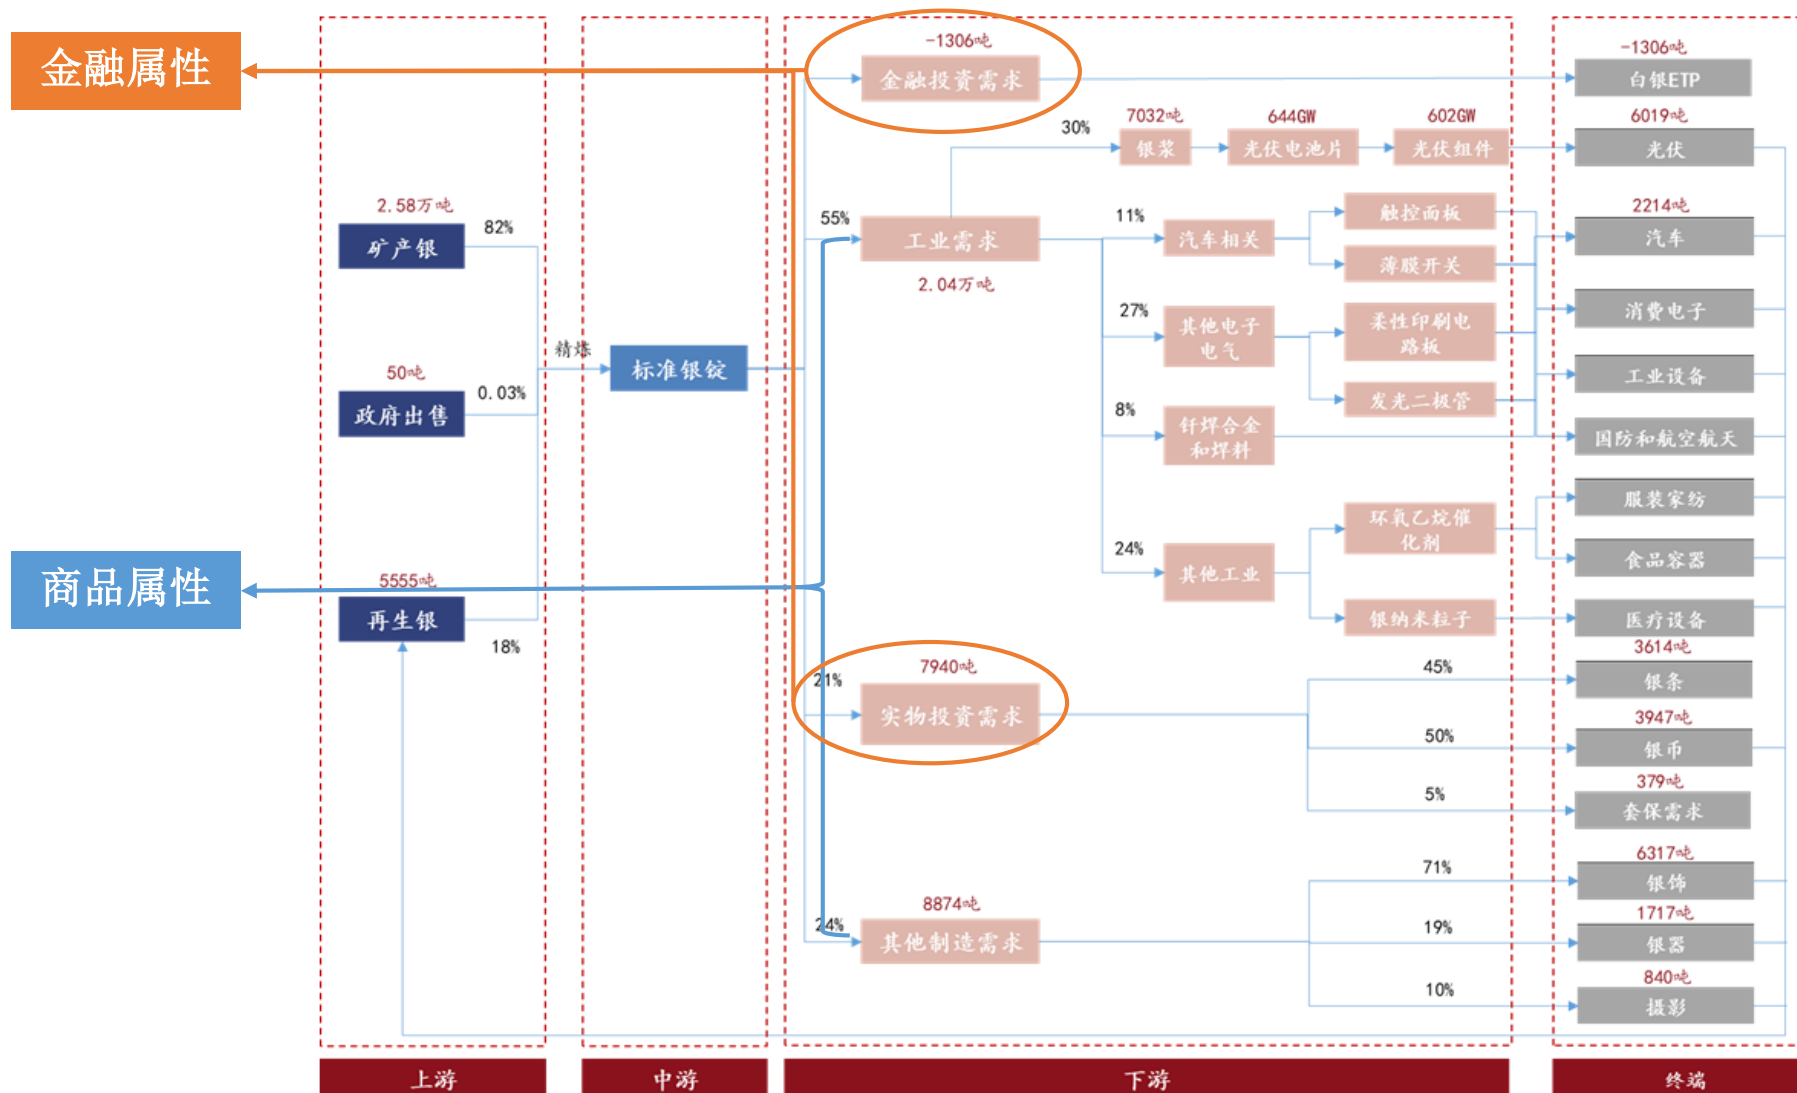 金融属性
商品属性
2.58万吨
矿产银
82%
50吨
政府出售
0.03%
5555吨
再生银
18%
上游
精炼
标准银锭
中游
-1306吨
金融投资需求
55%
工业需求
2.04万吨
30%
7032吨
银浆
644GW
光伏电池片
602GW
光伏组件
11%
汽车相关
触控面板
薄膜开关
27%
其他电子
电气
柔性印刷电
路板
发光二极管
8%
钎焊合金
和焊料
24%
其他工业
环氧乙烷催
化剂
银纳米粒子
21%
7940吨
实物投资需求
45%
50%
5%
24%
8874吨
其他制造需求
71%
19%
10%
下游
-1306吨
白银ETP
6019吨
光伏
2214吨
汽车
消费电子
工业设备
国防和航空航天
服装家纺
食品容器
医疗设备
3614吨
银条
3947吨
银币
379吨
套保需求
6317吨
银饰
1717吨
银器
840吨
摄影
终端